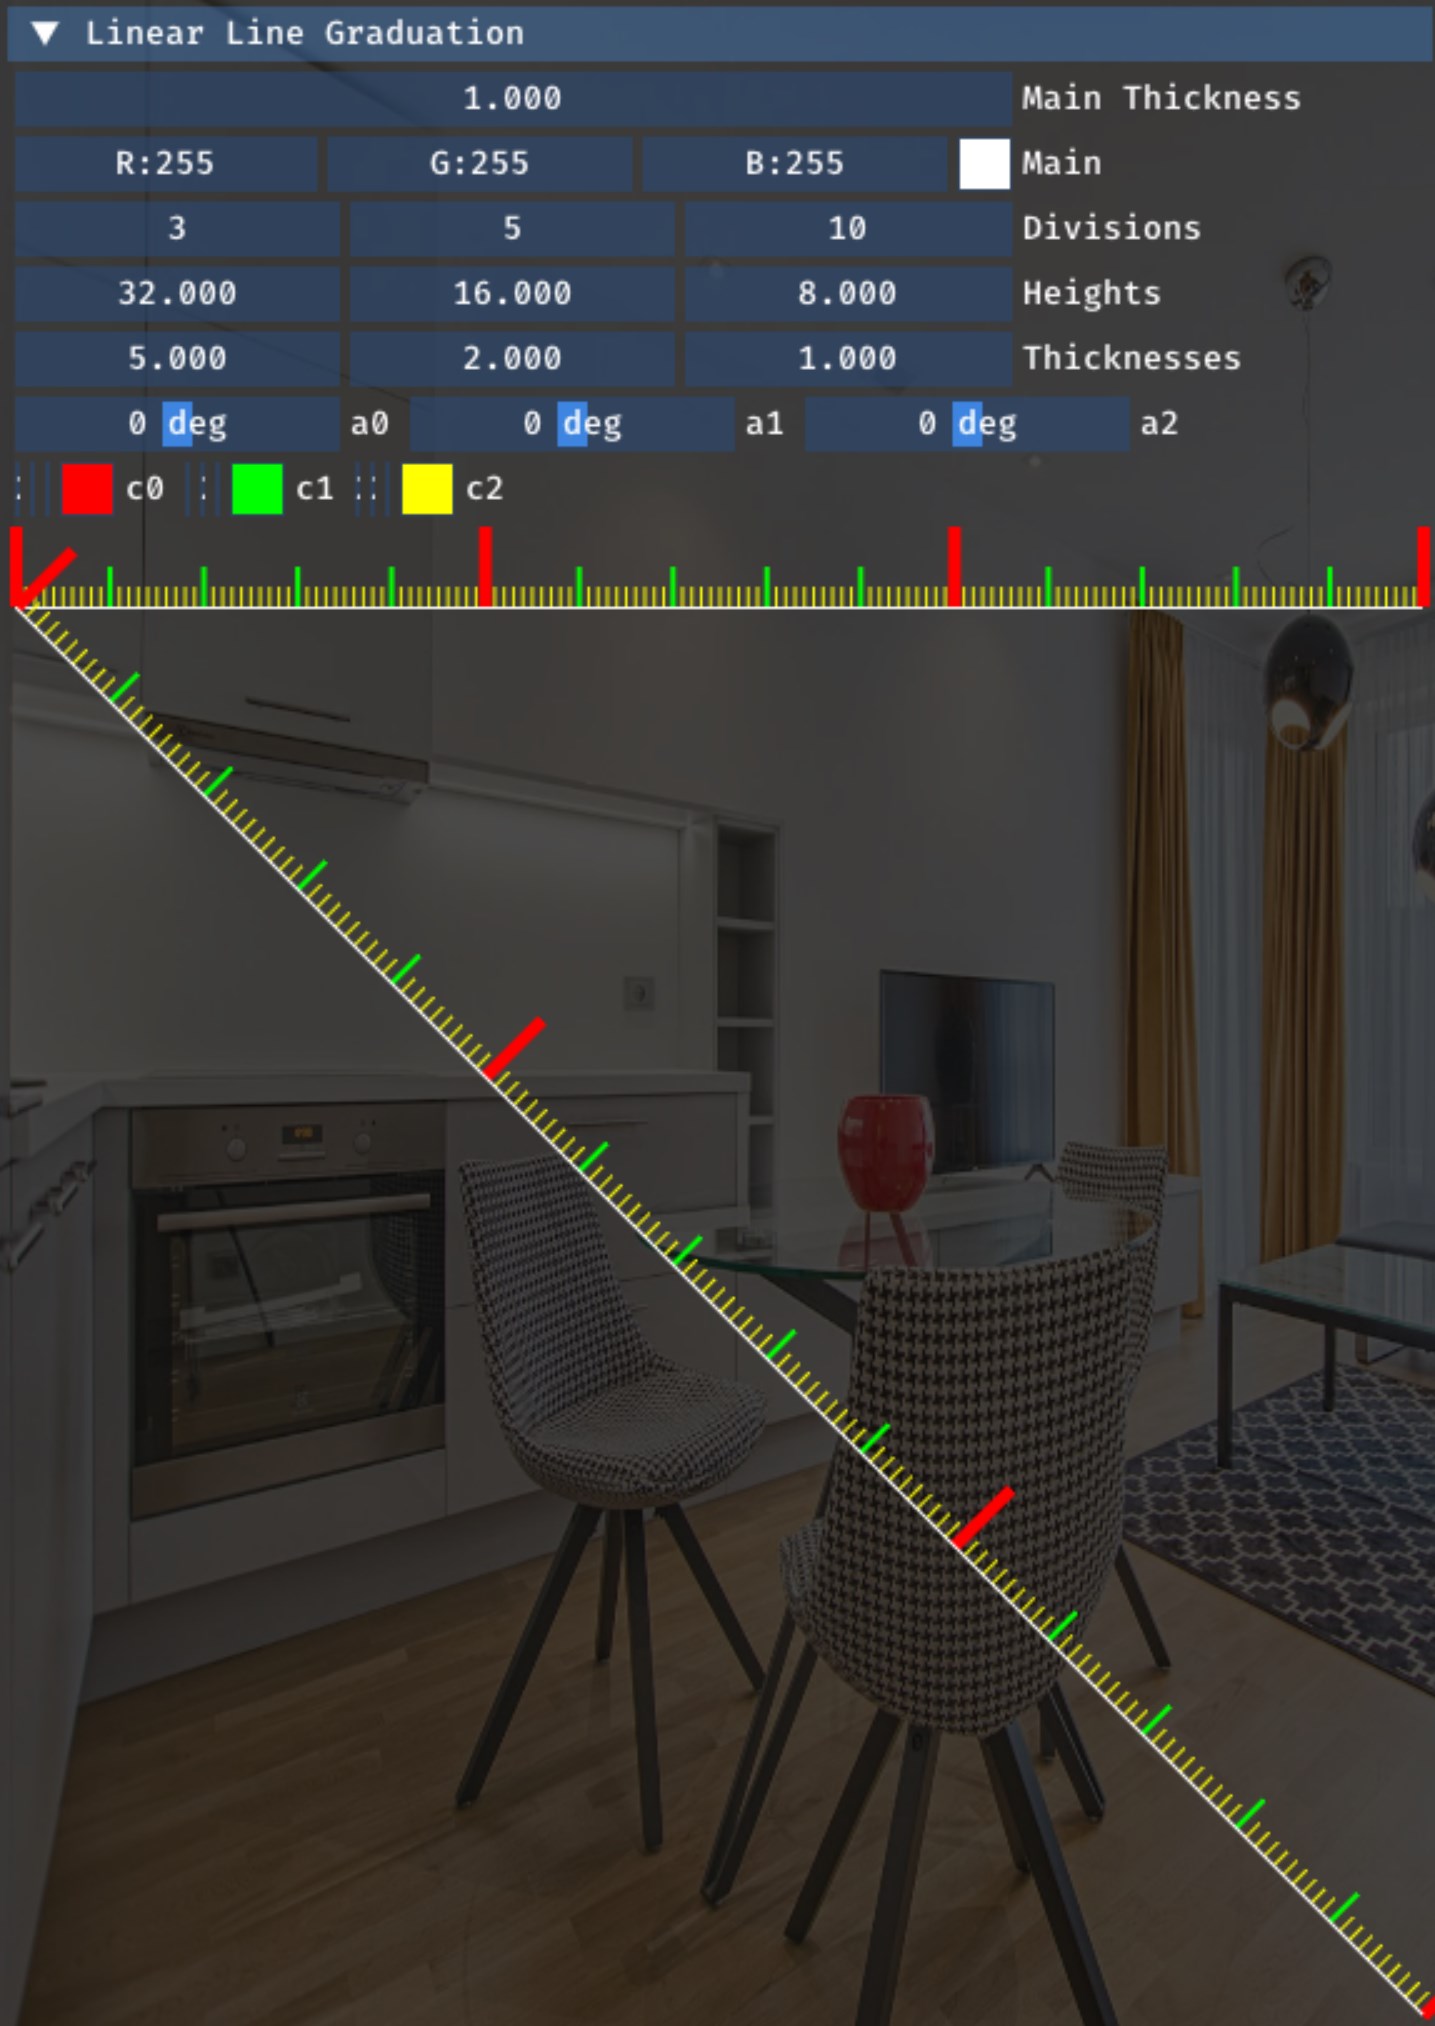 Linear Line Graduation
1.000 Main Thickness
R:255 G:255 B:255 Main
3 5 10 Divisions
32.000 16.000 8.000 Heights
5.000 2.000 1.000 Thicknesses
0 deg a0 0 deg a1 0 deg a2
c0 c1 c2